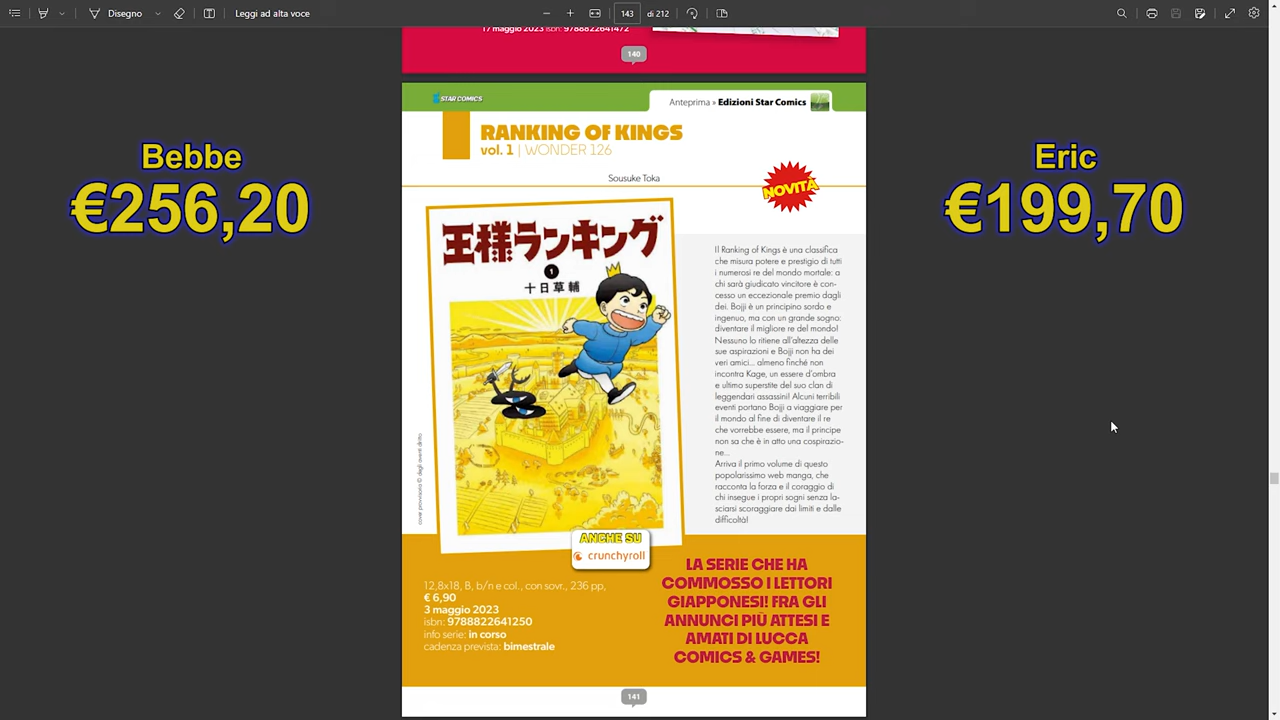 Disegno
Leggi ad alta voce
143
di 212
17 maggio 2023 isbn: 9788822641472
140
STAR COMICS
Anteprima » Edizioni Star Comics
RANKING OF KINGS
vol. 1 | WONDER 126
Sousuke Toka
NOVITÀ
Bebbe
€256,20
Eric
€199,70
王様ランキング
1
十日草輔
Il Ranking of Kings è una classifica
che misura potere e prestigio di tutti
i numerosi re del mondo mortale: a
chi sarà giudicato vincitore è con-
cesso un eccezionale premio dagli
dei. Bojji è un principino sordo e
ingenuo, ma con un grande sogno:
diventare il migliore re del mondo!
Nessuno lo ritiene all'altezza delle
sue aspirazioni e Bojji non ha dei
veri amici... almeno finché non
incontra Kage, un essere d'ombra
e ultimo superstite del suo clan di
leggendari assassini! Alcuni terribili
eventi portano Bojji a viaggiare per
il mondo al fine di diventare il re
che vorrebbe essere, ma il principe
non sa che è in atto una cospirazio-
ne...
Arriva il primo volume di questo
popolarissimo web manga, che
racconta la forza e il coraggio di
chi insegue i propri sogni senza la-
sciarsi scoraggiare dai limiti e dalle
difficoltà!
cover provvisoria © degli aventi diritto
ANCHE SU
crunchyroll
12,8x18, B, b/n e col., con sovr., 236 pp,
€ 6,90
3 maggio 2023
isbn: 9788822641250
info serie: in corso
cadenza prevista: bimestrale
LA SERIE CHE HA
COMMOSSO I LETTORI
GIAPPONESI! FRA GLI
ANNUNCI PIÙ ATTESI E
AMATI DI LUCCA
COMICS & GAMES!
141